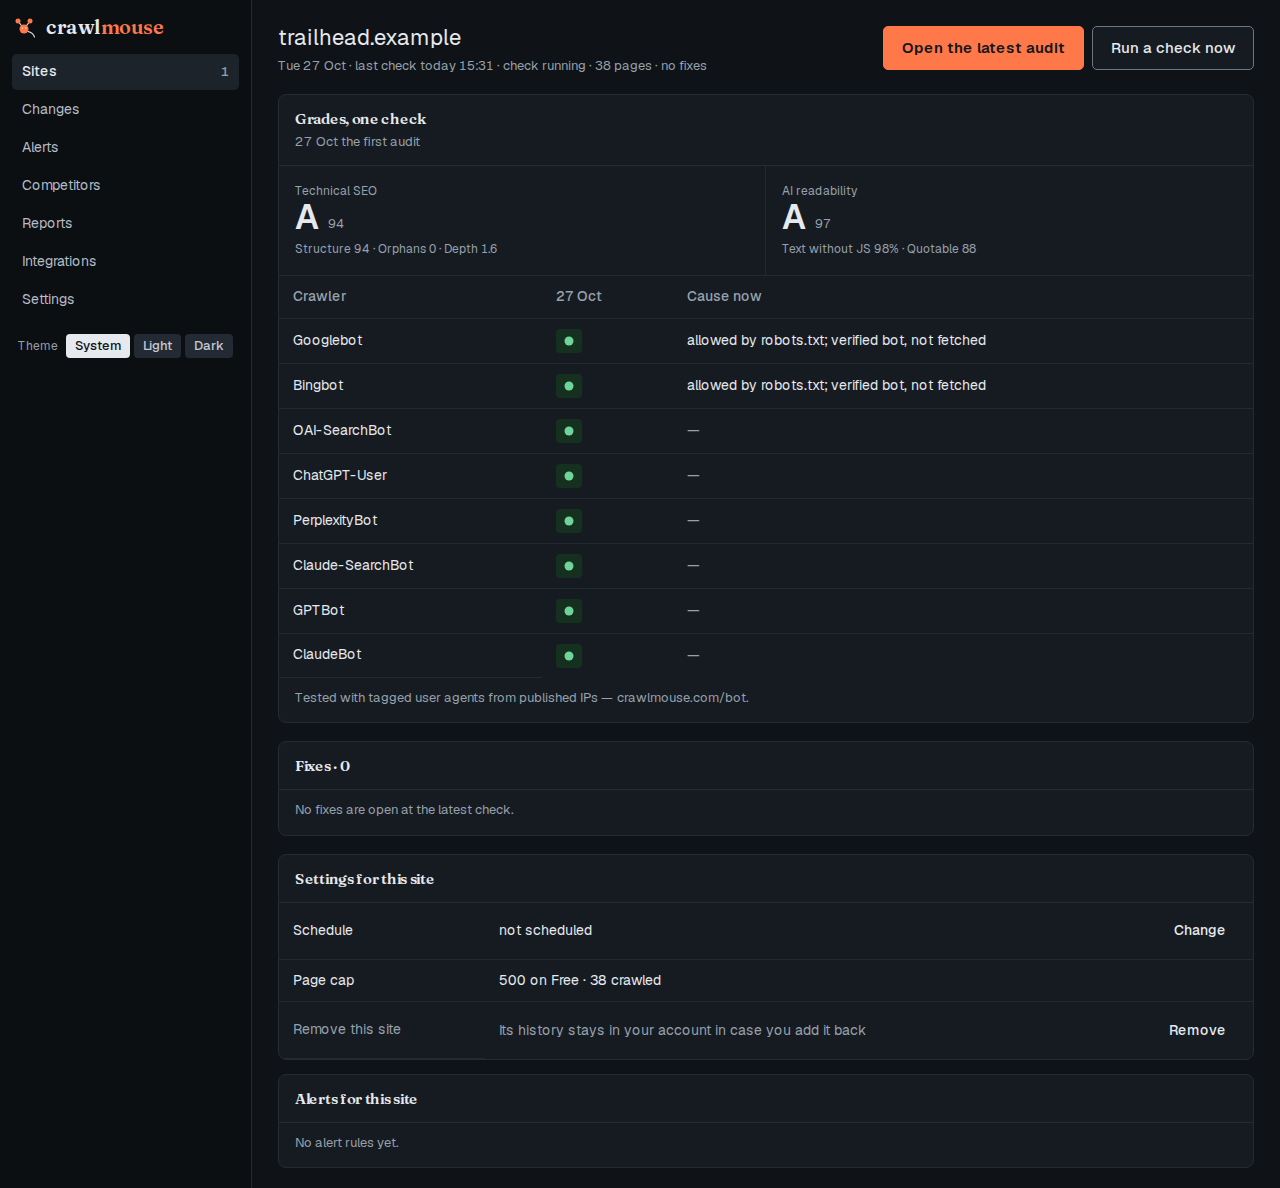 crawlmouse
Sites 1
Changes
Alerts
Competitors
Reports
Integrations
Settings
Theme System Light Dark
trailhead.example
Tue 27 Oct · last check today 15:31 · check running · 38 pages · no fixes
Open the latest audit
Run a check now
Grades, one check
27 Oct the first audit
Technical SEO
A 94
Structure 94 · Orphans 0 · Depth 1.6
AI readability
A 97
Text without JS 98% · Quotable 88
Crawler 27 Oct Cause now
Googlebot allowed by robots.txt; verified bot, not fetched
Bingbot allowed by robots.txt; verified bot, not fetched
OAI-SearchBot —
ChatGPT-User —
PerplexityBot —
Claude-SearchBot —
GPTBot —
ClaudeBot —
Tested with tagged user agents from published IPs — crawlmouse.com/bot.
Fixes · 0
No fixes are open at the latest check.
Settings for this site
Schedule not scheduled Change
Page cap 500 on Free · 38 crawled
Remove this site Its history stays in your account in case you add it back Remove
Alerts for this site
No alert rules yet.